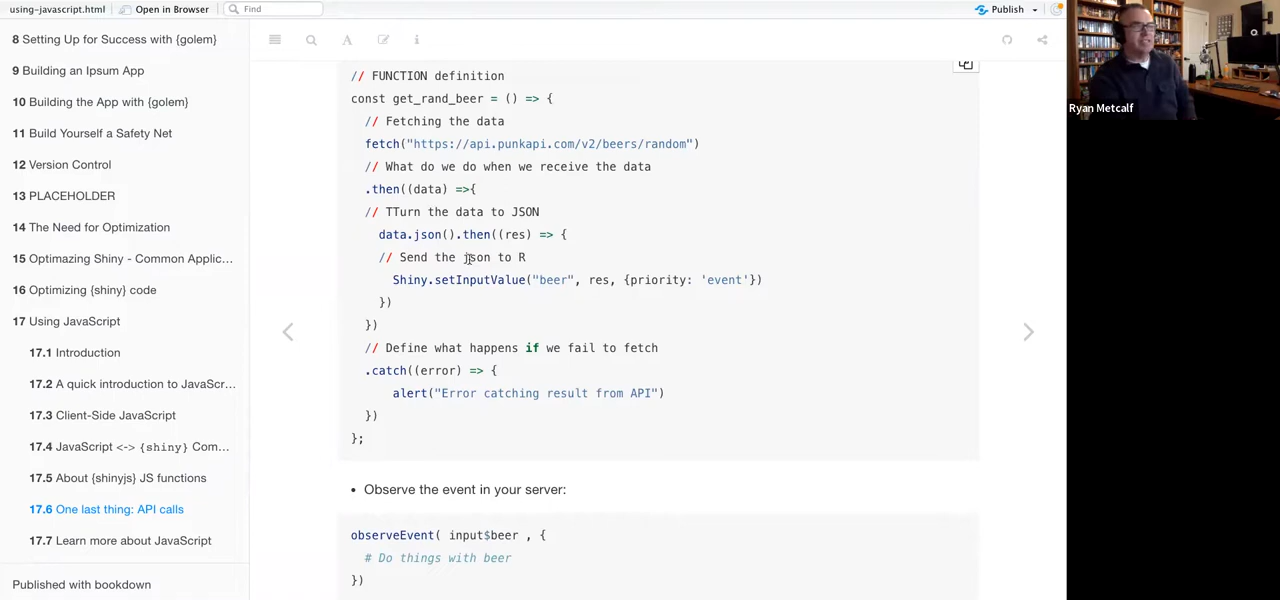 using-javascript.html
Open in Browser
Find
Publish
8 Setting Up for Success with {golem}
9 Building an Ipsum App
10 Building the App with {golem}
11 Build Yourself a Safety Net
12 Version Control
13 PLACEHOLDER
14 The Need for Optimization
15 Optimazing Shiny - Common Applic...
16 Optimizing {shiny} code
17 Using JavaScript
17.1 Introduction
17.2 A quick introduction to JavaScr...
17.3 Client-Side JavaScript
17.4 JavaScript <-> {shiny} Com...
17.5 About {shinyjs} JS functions
17.6 One last thing: API calls
17.7 Learn more about JavaScript
Published with bookdown
// FUNCTION definition
const get_rand_beer = () => {
// Fetching the data
fetch("https://api.punkapi.com/v2/beers/random")
// What do we do when we receive the data
.then((data) =>{
// TTurn the data to JSON
data.json().then((res) => {
// Send the json to R
Shiny.setInputValue("beer", res, {priority: 'event'})
})
})
// Define what happens if we fail to fetch
.catch((error) => {
alert("Error catching result from API")
})
};
• Observe the event in your server:
observeEvent( input$beer , {
# Do things with beer
})
Ryan Metcalf